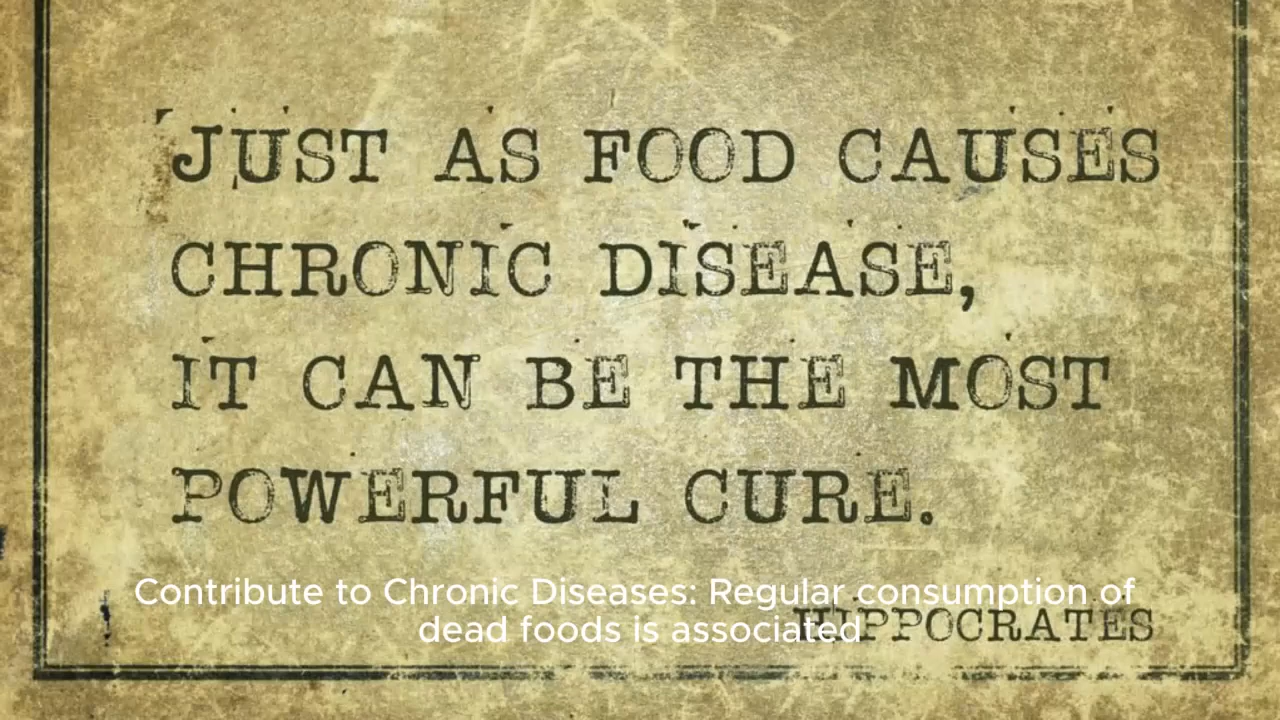 JUST AS FOOD CAUSES
CHRONIC DISEASE,
IT CAN BE THE MOST
POWERFUL CURE.
Contribute to Chronic Diseases: Regular consumption of
dead foods is associated
HIPPOCRATES